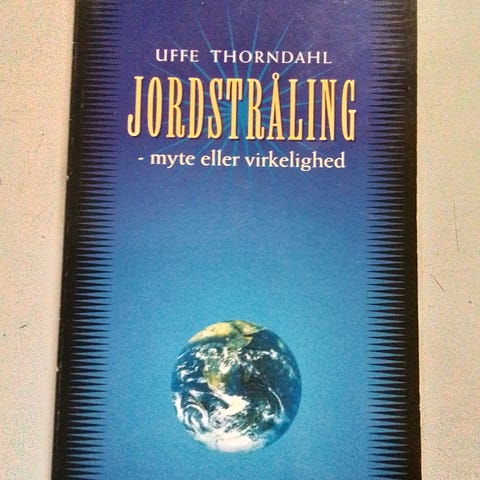 UFFE THORNDAHL
JORDSTRÅLING
- myte eller virkelighed